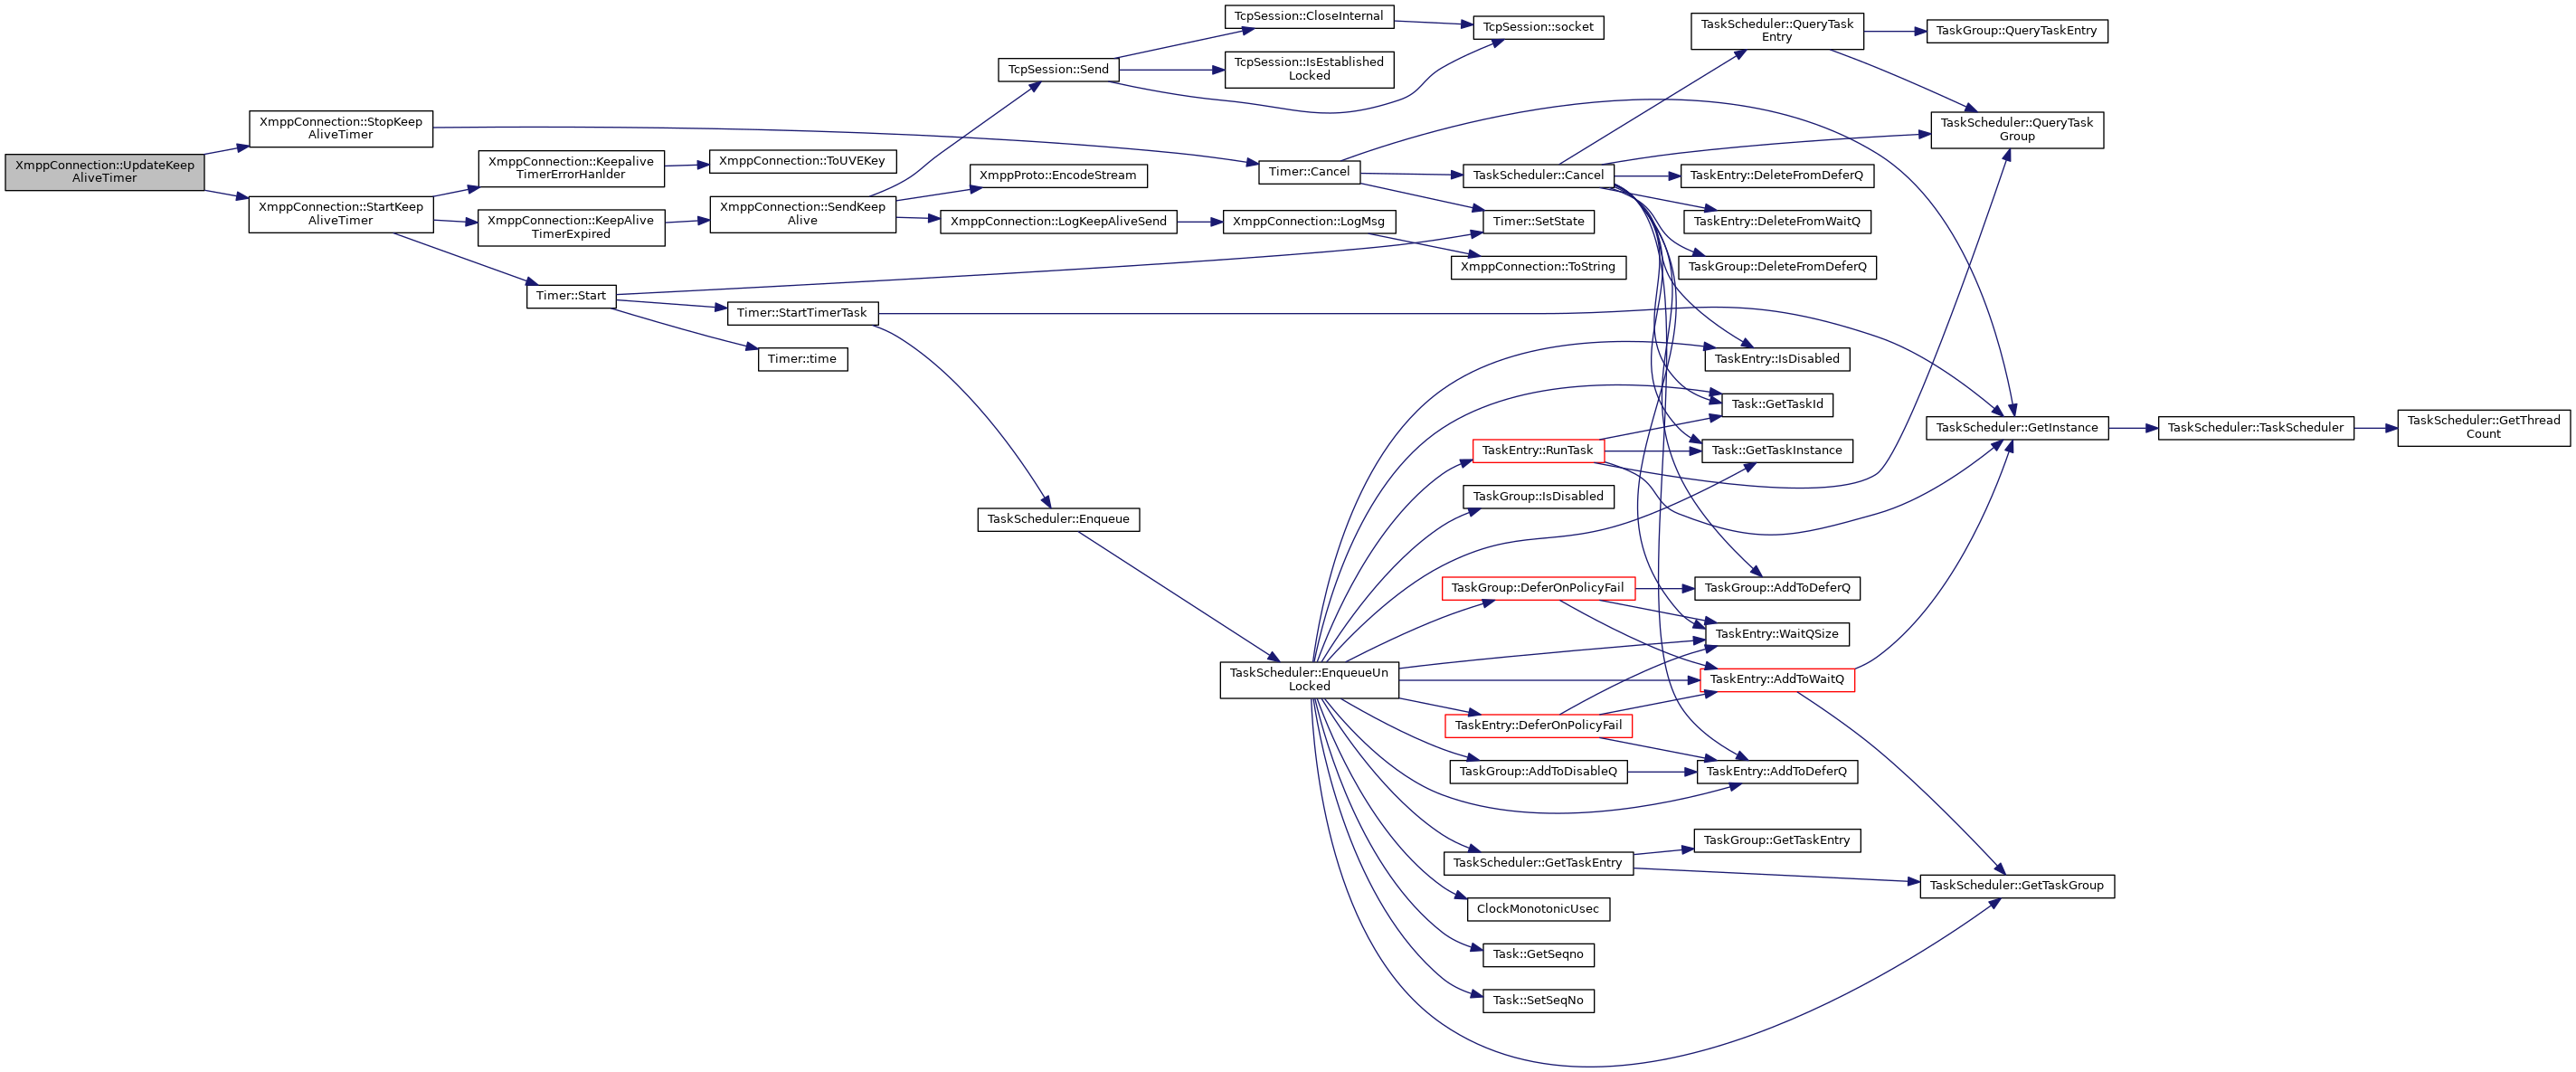 XmppConnection::UpdateKeep
AliveTimer
XmppConnection::StopKeep
AliveTimer
XmppConnection::StartKeep
AliveTimer
XmppConnection::Keepalive
TimerErrorHanlder
XmppConnection::KeepAlive
TimerExpired
Timer::Start
XmppConnection::ToUVEKey
XmppConnection::SendKeep
Alive
Timer::StartTimerTask
Timer::time
TcpSession::Send
XmppProto::EncodeStream
XmppConnection::LogKeepAliveSend
TaskScheduler::Enqueue
TcpSession::CloseInternal
TcpSession::IsEstablished
Locked
Timer::Cancel
XmppConnection::LogMsg
TaskScheduler::EnqueueUn
Locked
TcpSession::socket
TaskScheduler::Cancel
Timer::SetState
XmppConnection::ToString
TaskEntry::RunTask
TaskGroup::IsDisabled
TaskGroup::DeferOnPolicyFail
TaskEntry::DeferOnPolicyFail
TaskGroup::AddToDisableQ
TaskScheduler::GetTaskEntry
ClockMonotonicUsec
Task::GetSeqno
Task::SetSeqNo
TaskScheduler::QueryTask
Entry
TaskEntry::DeleteFromDeferQ
TaskEntry::DeleteFromWaitQ
TaskGroup::DeleteFromDeferQ
TaskEntry::IsDisabled
Task::GetTaskId
Task::GetTaskInstance
TaskGroup::AddToDeferQ
TaskEntry::WaitQSize
TaskEntry::AddToWaitQ
TaskEntry::AddToDeferQ
TaskGroup::GetTaskEntry
TaskGroup::QueryTaskEntry
TaskScheduler::QueryTask
Group
TaskScheduler::GetInstance
TaskScheduler::GetTaskGroup
TaskScheduler::TaskScheduler
TaskScheduler::GetThread
Count